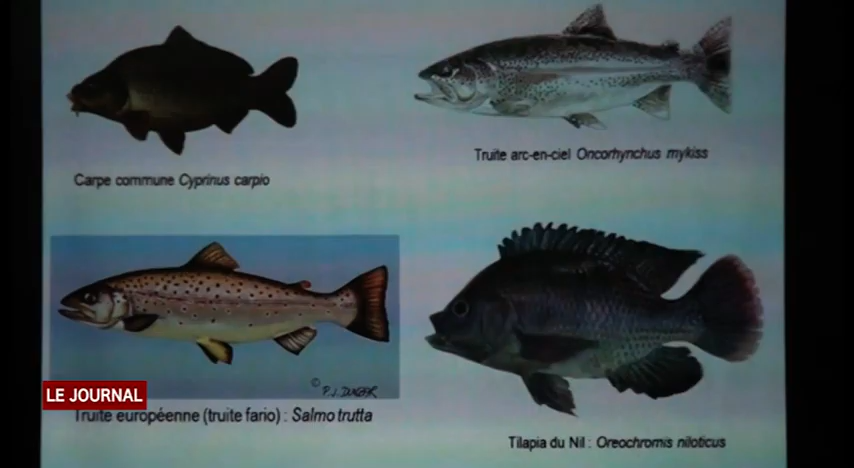 Carpe commune Cyprinus carpio
Truite arc-en-ciel Oncorhynchus mykiss
LE JOURNAL
Truite européenne (truite fario) : Salmo trutta
Tilapia du Nil : Oreochromis niloticus